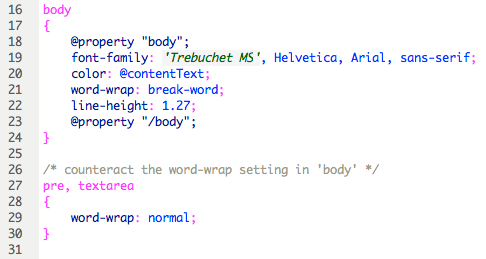 16 body
17 {
18     @property "body";
19     font-family: 'Trebuchet MS', Helvetica, Arial, sans-serif;
20     color: @contentText;
21     word-wrap: break-word;
22     line-height: 1.27;
23     @property "/body";
24 }
25
26 /* counteract the word-wrap setting in 'body' */
27 pre, textarea
28 {
29     word-wrap: normal;
30 }
31